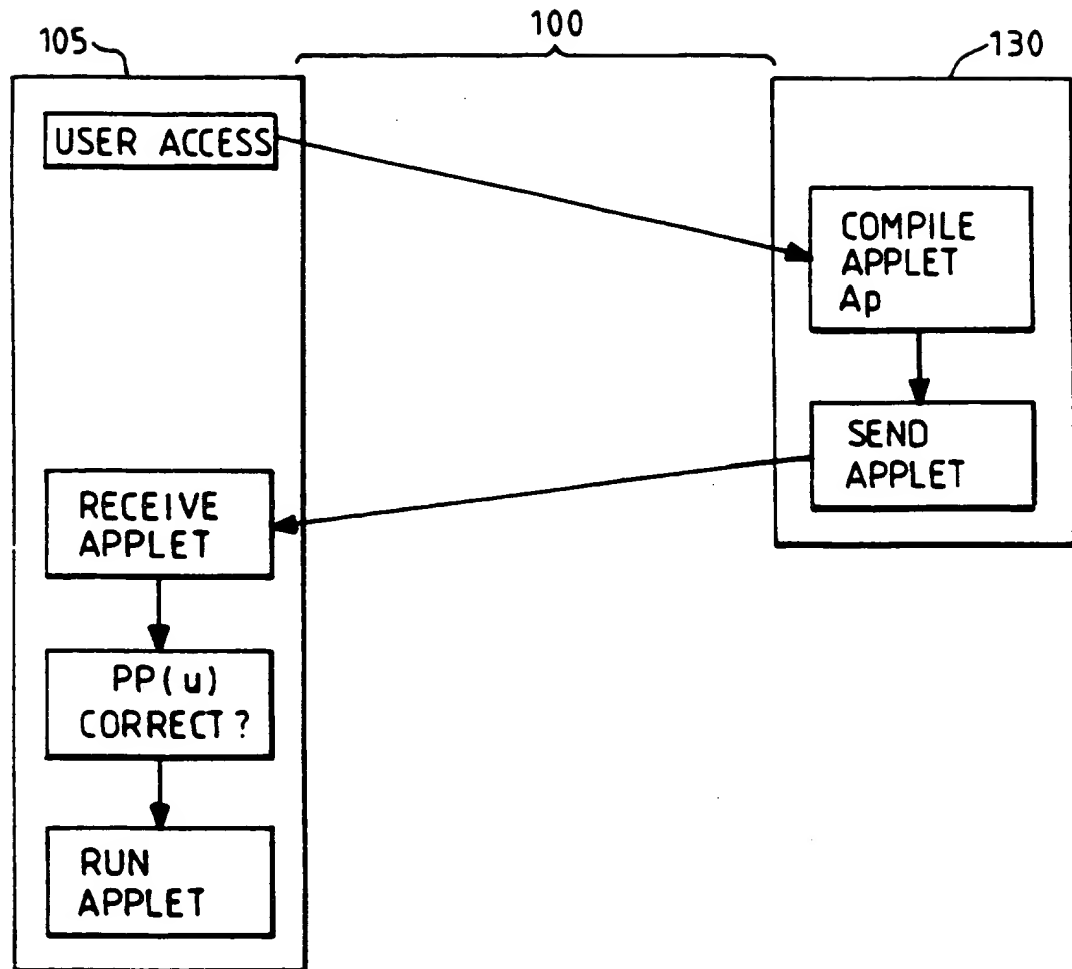 105
100
130
USER ACCESS
COMPILE
APPLET
Ap
SEND
APPLET
RECEIVE
APPLET
PP(u)
CORRECT?
RUN
APPLET